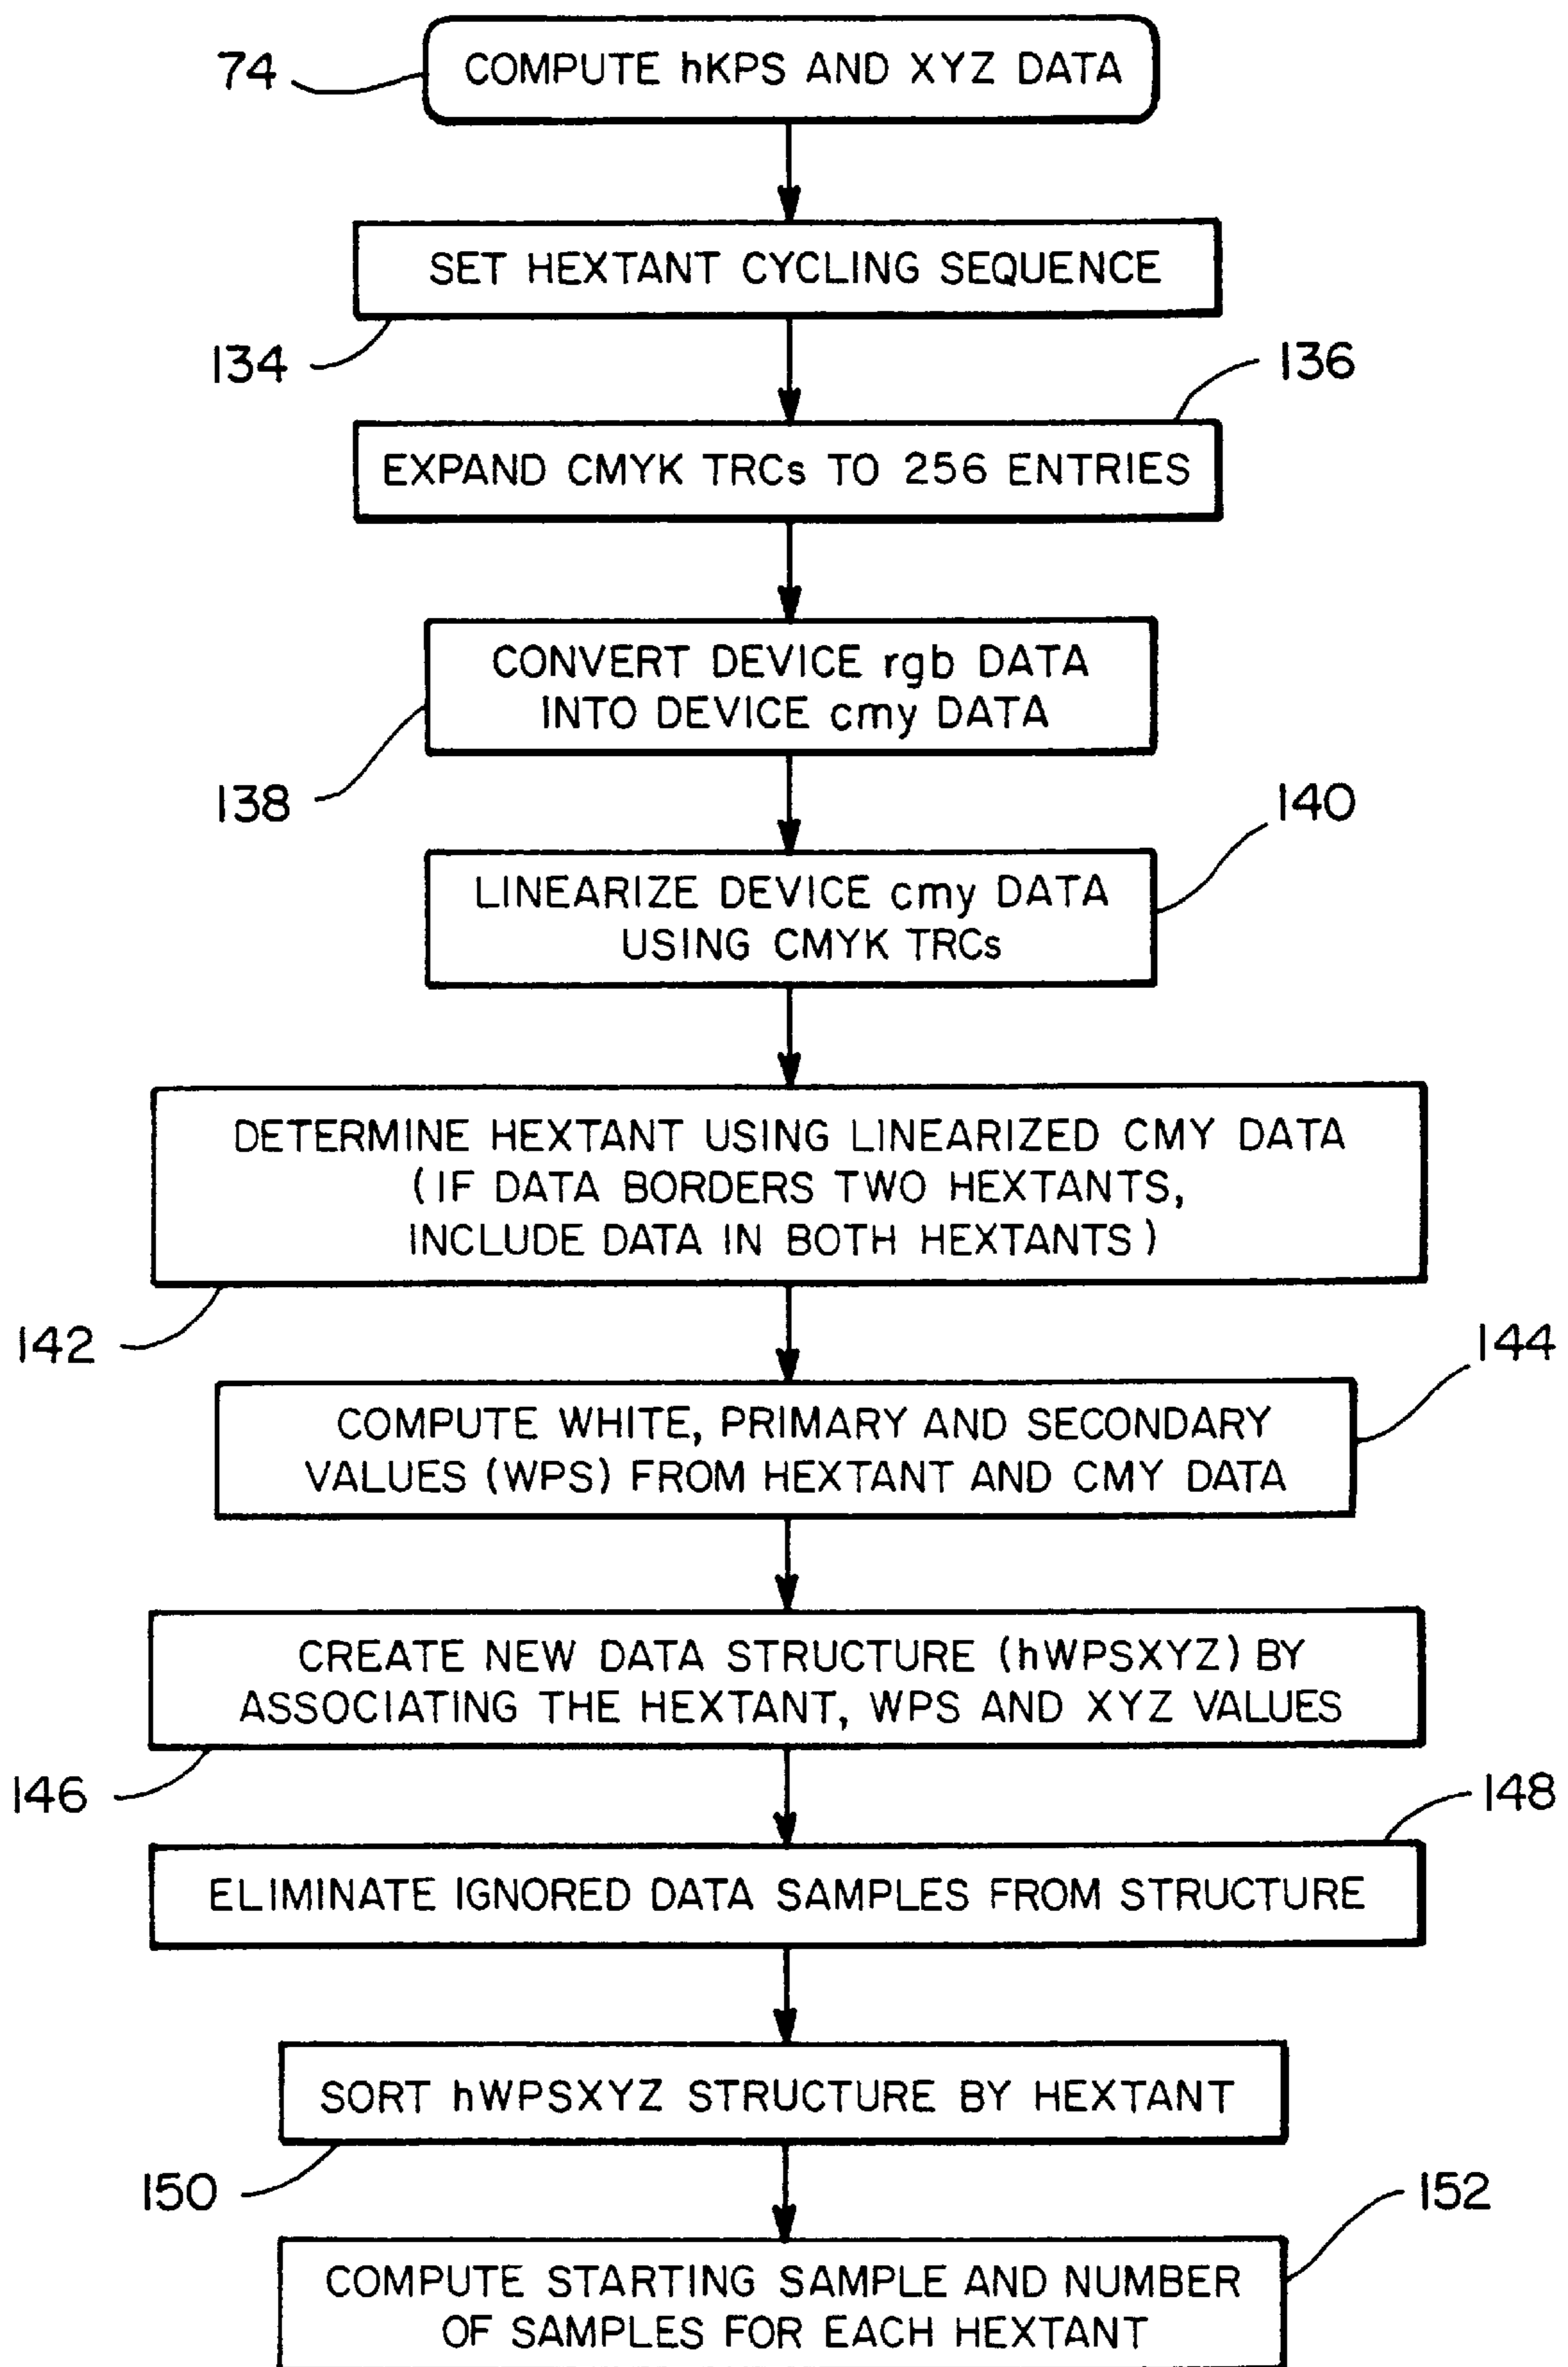 74
COMPUTE hKPS AND XYZ DATA
SET HEXTANT CYCLING SEQUENCE
134
136
EXPAND CMYK TRCs TO 256 ENTRIES
CONVERT DEVICE rgb DATA
INTO DEVICE cmy DATA
138
140
LINEARIZE DEVICE cmy DATA
USING CMYK TRCs
DETERMINE HEXTANT USING LINEARIZED CMY DATA
(IF DATA BORDERS TWO HEXTANTS,
INCLUDE DATA IN BOTH HEXTANTS)
142
144
COMPUTE WHITE, PRIMARY AND SECONDARY
VALUES (WPS) FROM HEXTANT AND CMY DATA
CREATE NEW DATA STRUCTURE (hWPSXYZ) BY
ASSOCIATING THE HEXTANT, WPS AND XYZ VALUES
146
148
ELIMINATE IGNORED DATA SAMPLES FROM STRUCTURE
SORT hWPSXYZ STRUCTURE BY HEXTANT
150
152
COMPUTE STARTING SAMPLE AND NUMBER
OF SAMPLES FOR EACH HEXTANT